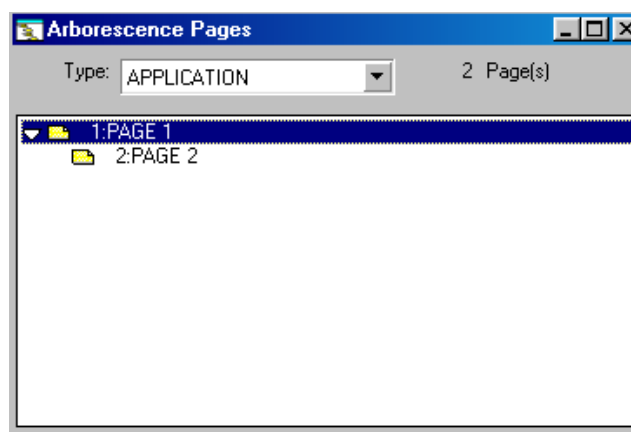 Arborescence Pages
Type: APPLICATION 2 Page(s)
1:PAGE 1
2:PAGE 2